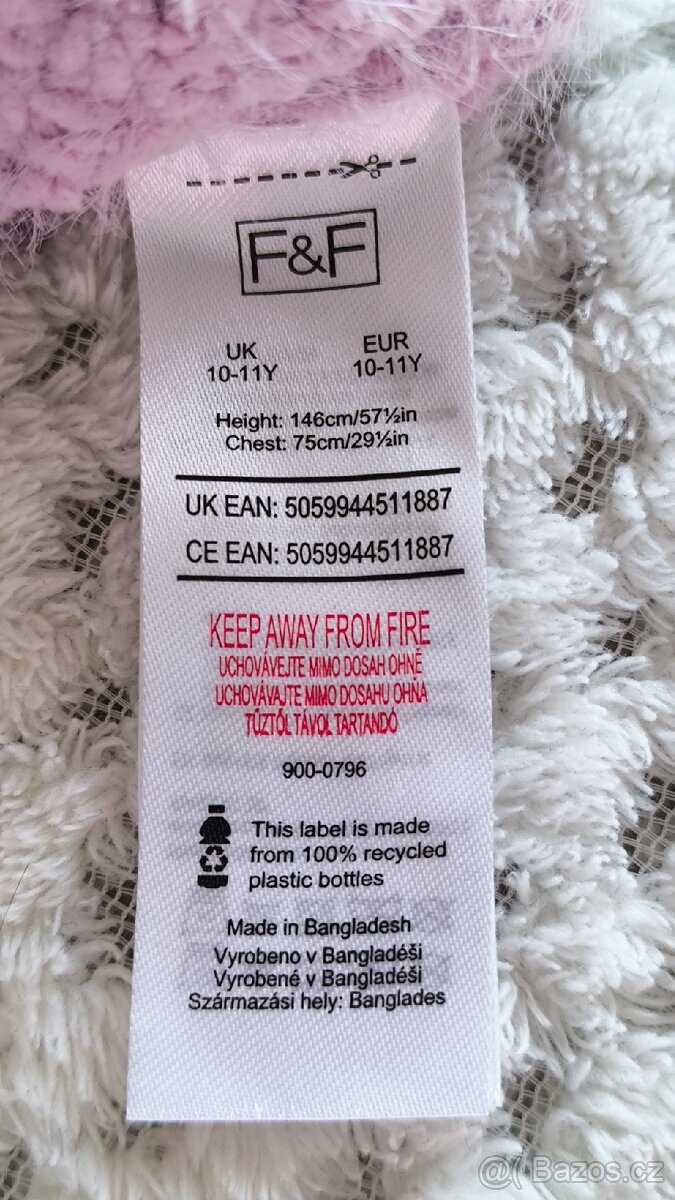 F&F
UK EUR
10-11Y 10-11Y
Height: 146cm/57½in
Chest: 75cm/29½in
UK EAN: 5059944511887
CE EAN: 5059944511887
KEEP AWAY FROM FIRE
UCHOVÁVEJTE MIMO DOSAH OHNĚ
UCHOVÁVAJTE MIMO DOSAHU OHŇA
TŰZTŐL TÁVOL TARTANDÓ
900-0796
This label is made
from 100% recycled
plastic bottles
Made in Bangladesh
Vyrobeno v Bangladéši
Vyrobené v Bangladéši
Származási hely: Banglades
Bazos.cz